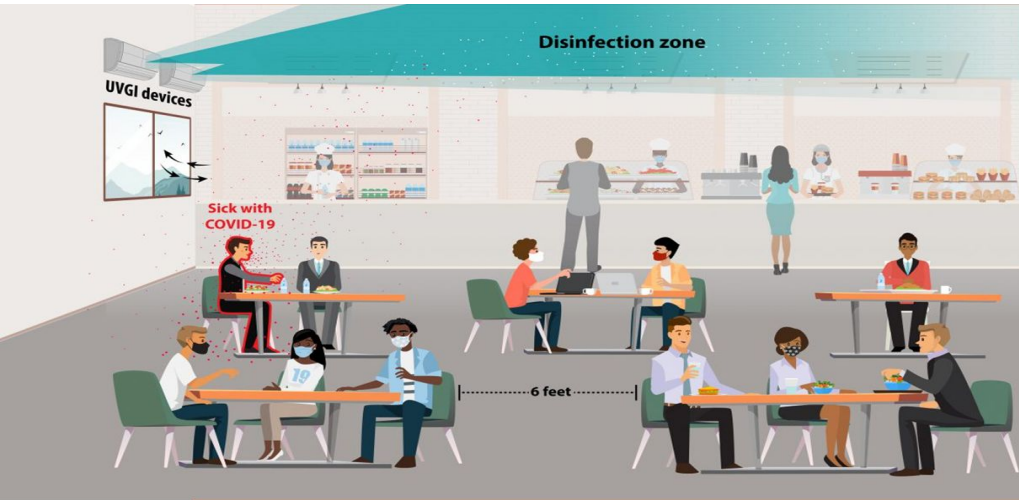 Disinfection zone
UVGI devices
Sick with
COVID-19
19
6 feet